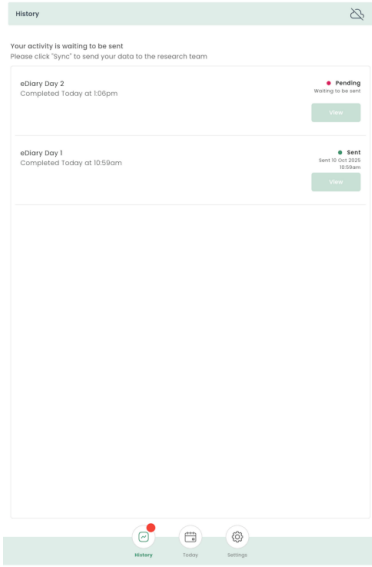 History
Your activity is waiting to be sent
Please click "Sync" to send your data to the research team
eDiary Day 2
Completed Today at 1:06pm
Pending
Waiting to be sent
View
eDiary Day 1
Completed Today at 10:59am
Sent
Sent 10 Oct 2025
10:59am
View
History
Today
Settings